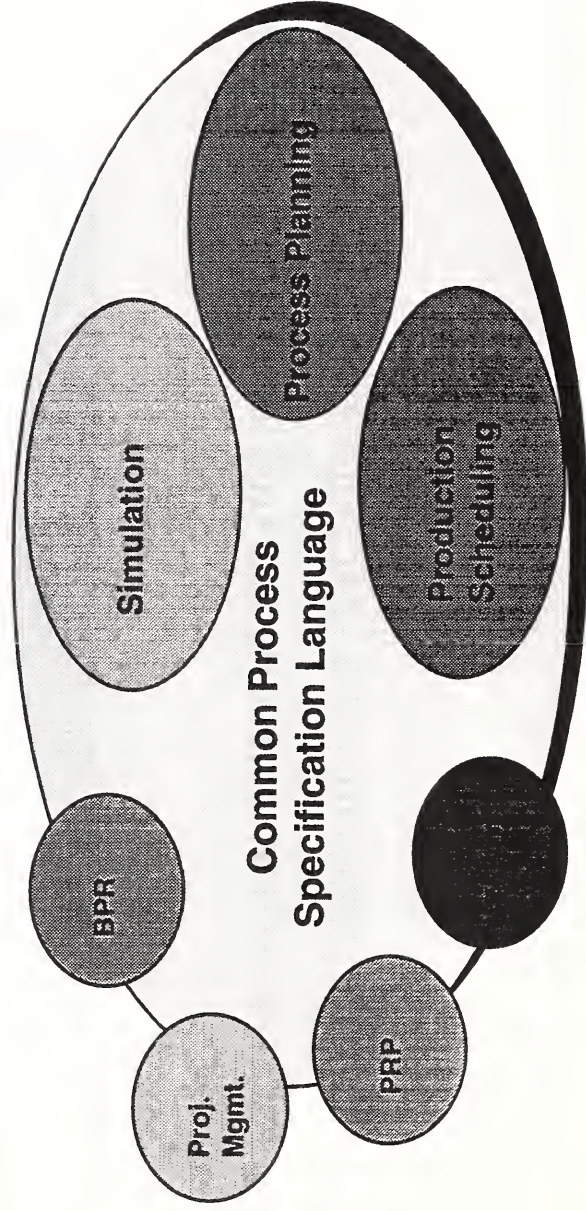 Simulation
Process Planning
Production
Scheduling
Common Process
Specification Language
BPR
Proj.
Mgmt.
PRP